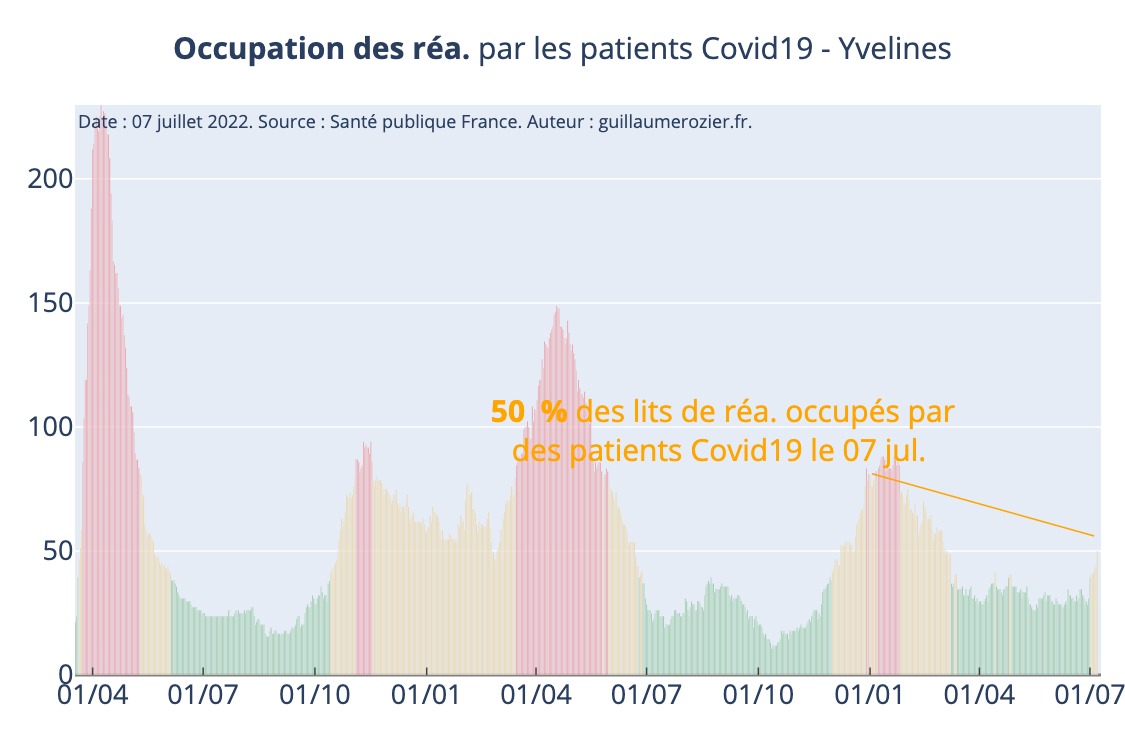 Occupation des réa. par les patients Covid19 - Yvelines
Date : 07 juillet 2022. Source : Santé publique France. Auteur : guillaumerozier.fr.
200
150
100
50
0
50 % des lits de réa. occupés par
des patients Covid19 le 07 jul.
01/04 01/07 01/10 01/01 01/04 01/07 01/10 01/01 01/04 01/07